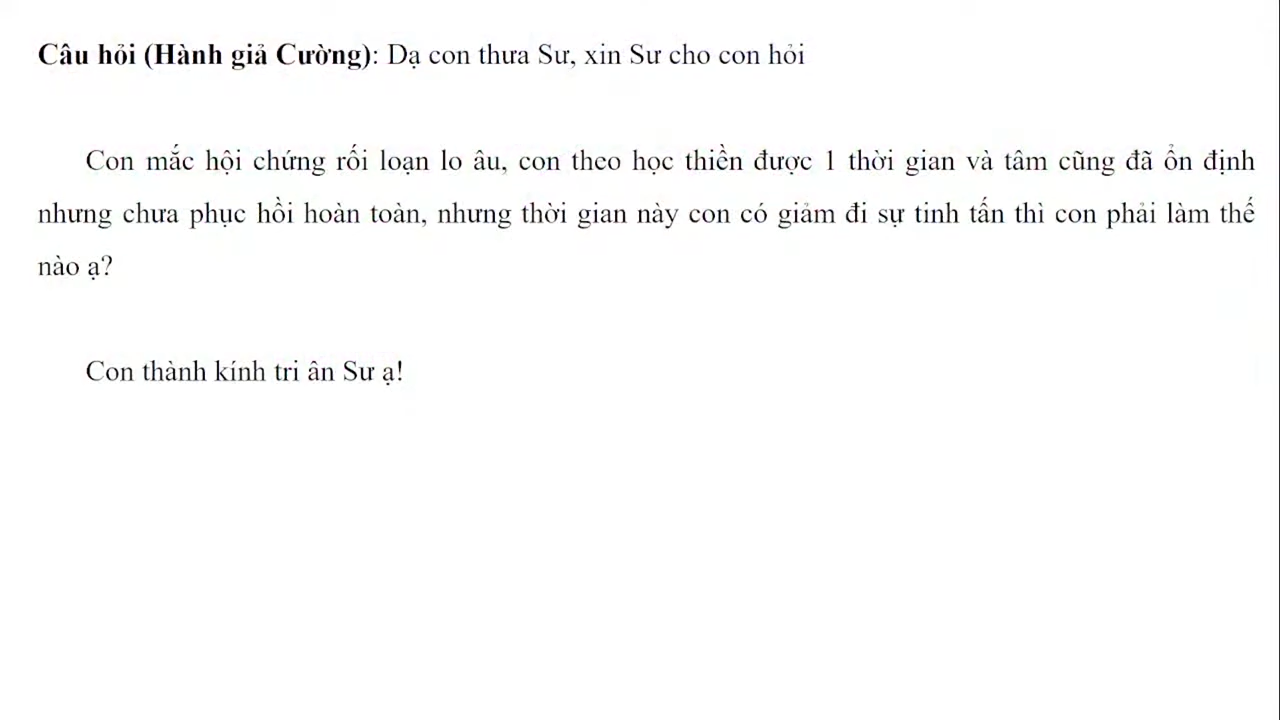 Câu hỏi (Hành giả Cường): Dạ con thưa Sư, xin Sư cho con hỏi
Con mắc hội chứng rối loạn lo âu, con theo học thiền được 1 thời gian và tâm cũng đã ổn định
nhưng chưa phục hồi hoàn toàn, nhưng thời gian này con có giảm đi sự tinh tấn thì con phải làm thế
nào ạ?
Con thành kính tri ân Sư ạ!